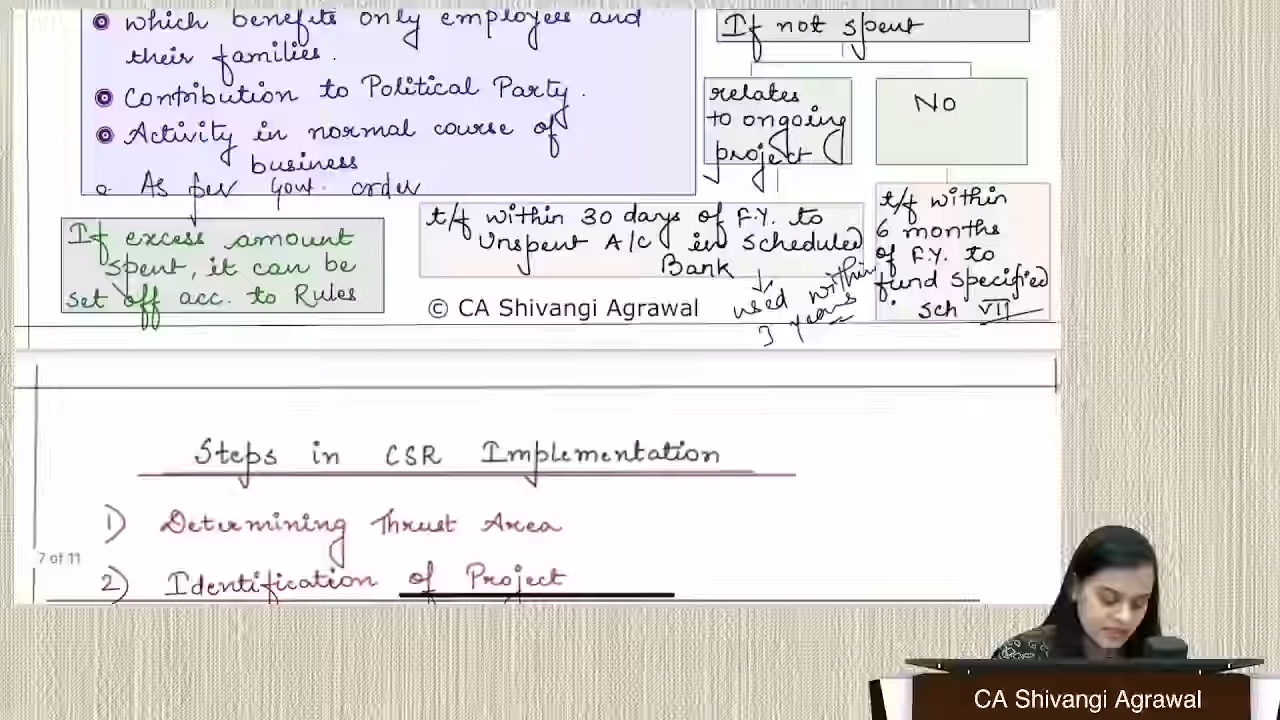 which benefits only employees and
their families.
Contribution to Political Party.
Activity in normal course of
business
As per Govt. order
If excess amount
spent, it can be
set off acc. to Rules
If not spent
relates
to ongoing
project
No
t/f within 30 days of F.Y. to
Unspent A/C in Scheduled
Bank
used within
3 years
t/f within
6 months
of F.Y. to
fund specified
Sch VII
© CA Shivangi Agrawal
Steps in CSR Implementation
1) Determining Thrust Area
7 of 11
2) Identification of Project
CA Shivangi Agrawal